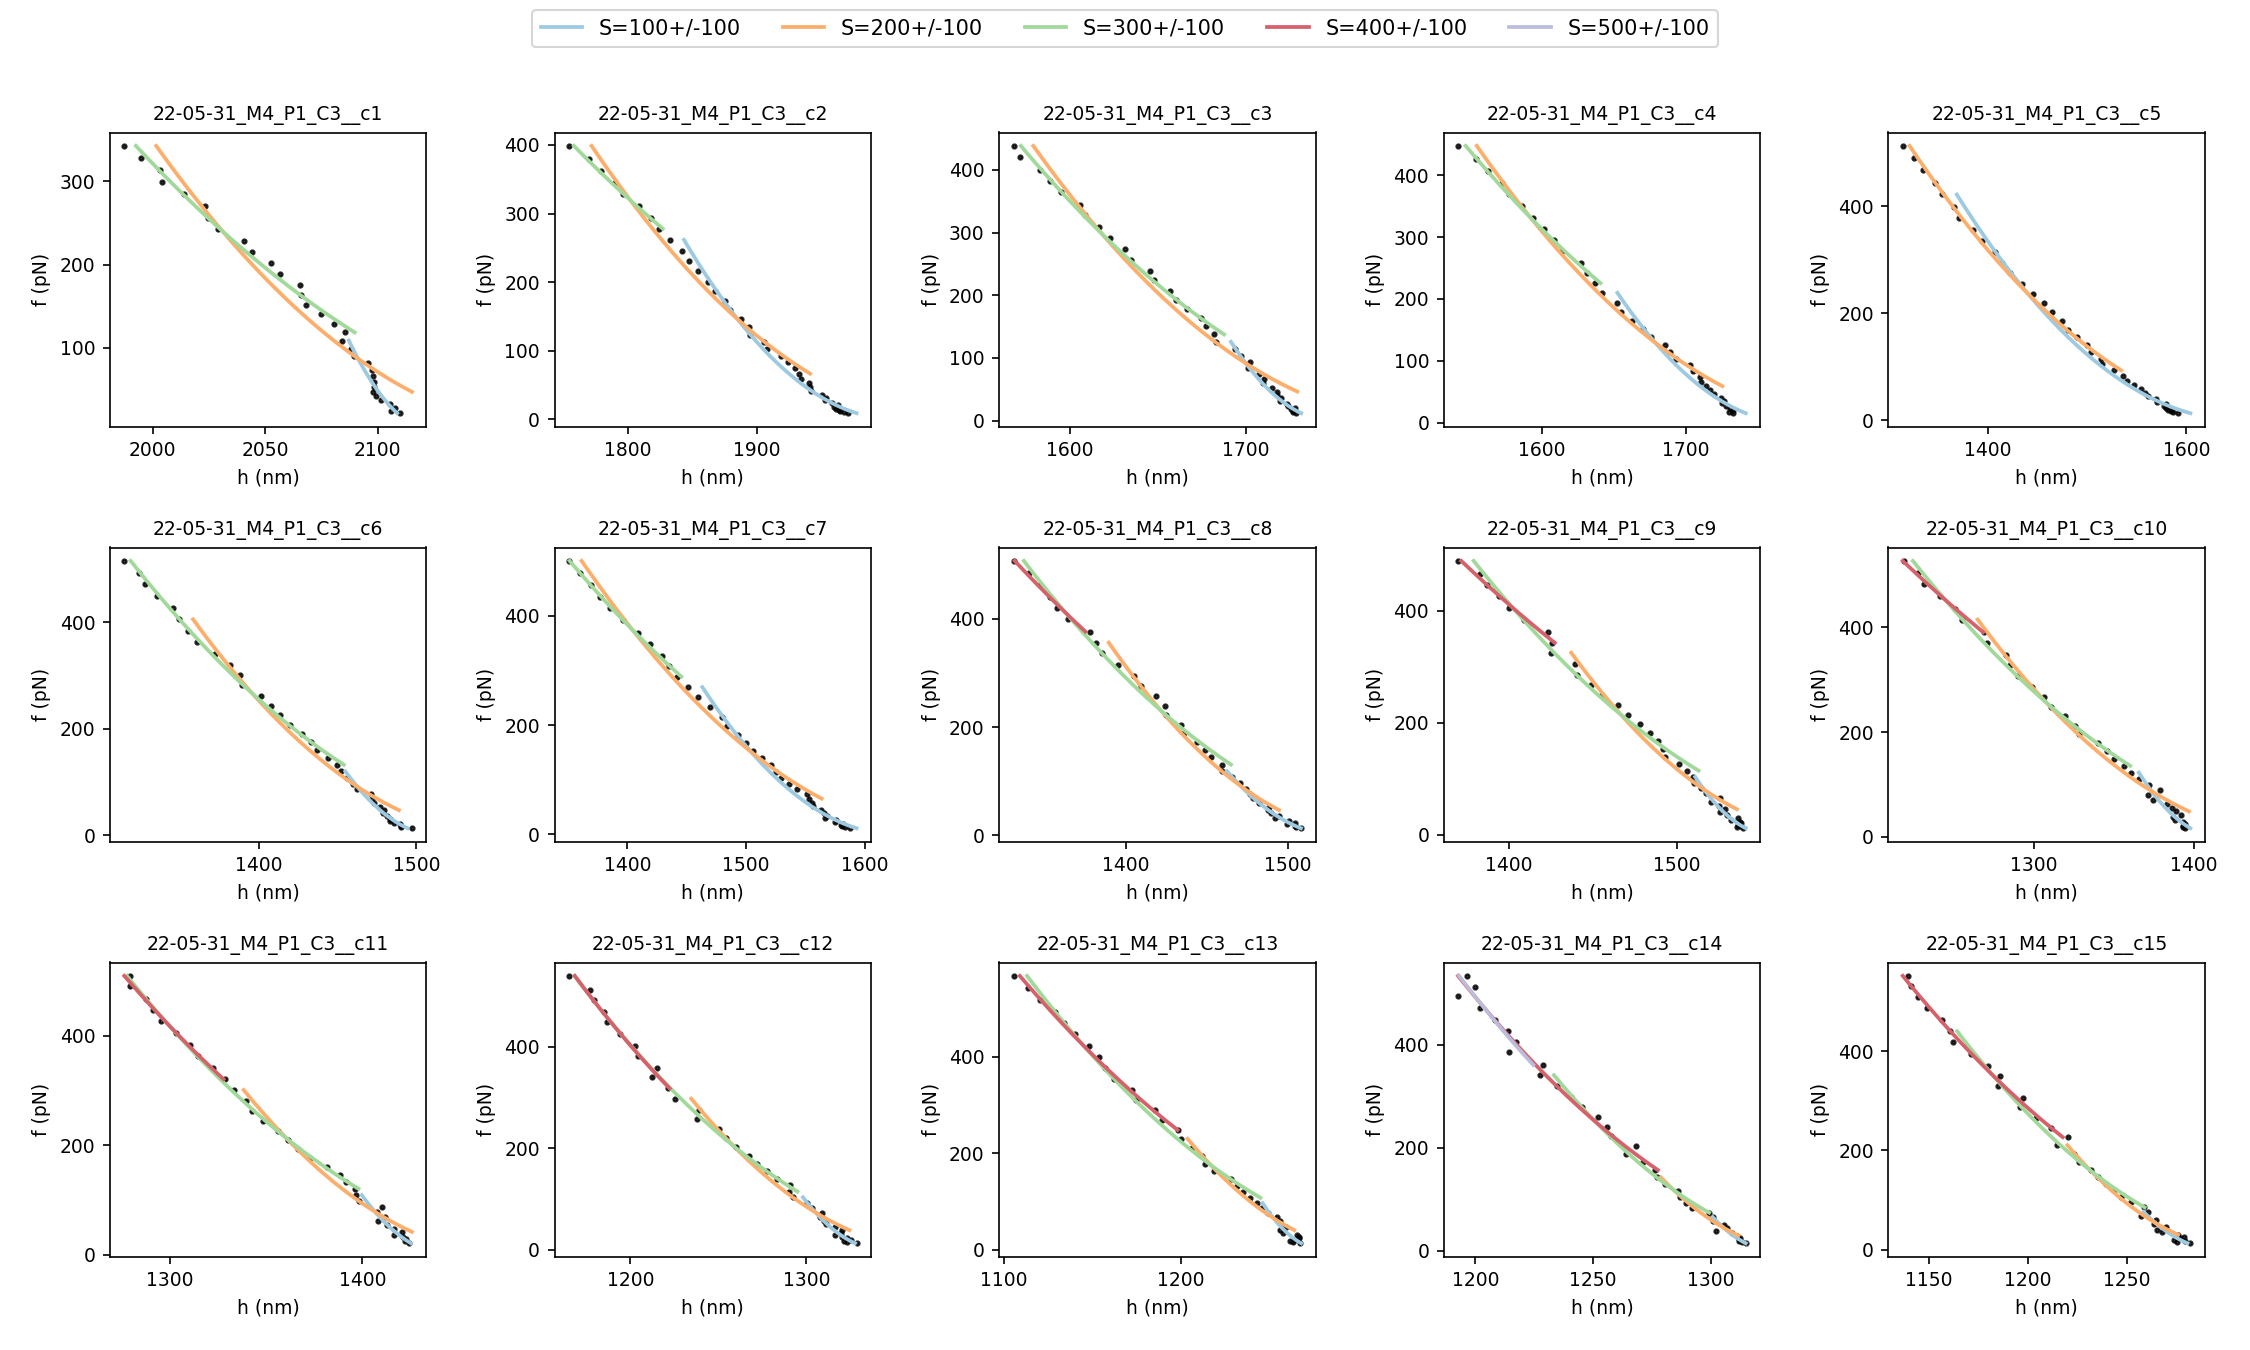 S=100+/-100 S=200+/-100 S=300+/-100 S=400+/-100 S=500+/-100
22-05-31_M4_P1_C3__c1
300
200
100
f (pN)
2000 2050 2100
h (nm)
22-05-31_M4_P1_C3__c2
400
300
200
100
0
f (pN)
1800 1900
h (nm)
22-05-31_M4_P1_C3__c3
400
300
200
100
0
f (pN)
1600 1700
h (nm)
22-05-31_M4_P1_C3__c4
400
300
200
100
0
f (pN)
1600 1700
h (nm)
22-05-31_M4_P1_C3__c5
400
200
0
f (pN)
1400 1600
h (nm)
22-05-31_M4_P1_C3__c6
400
200
0
f (pN)
1400 1500
h (nm)
22-05-31_M4_P1_C3__c7
400
200
0
f (pN)
1400 1500 1600
h (nm)
22-05-31_M4_P1_C3__c8
400
200
0
f (pN)
1400 1500
h (nm)
22-05-31_M4_P1_C3__c9
400
200
0
f (pN)
1400 1500
h (nm)
22-05-31_M4_P1_C3__c10
400
200
0
f (pN)
1300 1400
h (nm)
22-05-31_M4_P1_C3__c11
400
200
0
f (pN)
1300 1400
h (nm)
22-05-31_M4_P1_C3__c12
400
200
0
f (pN)
1200 1300
h (nm)
22-05-31_M4_P1_C3__c13
400
200
0
f (pN)
1100 1200
h (nm)
22-05-31_M4_P1_C3__c14
400
200
0
f (pN)
1200 1250 1300
h (nm)
22-05-31_M4_P1_C3__c15
400
200
0
f (pN)
1150 1200 1250
h (nm)